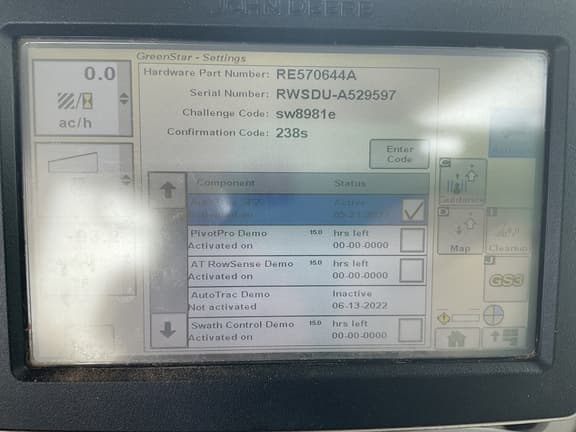 JOHN DEERE
GreenStar - Settings
0.0
ac/h
Hardware Part Number: RE570644A
Serial Number: RWSDU-A529597
Challenge Code: sw8981e
Confirmation Code: 238s
Enter
Code
Component Status
Active
PivotPro Demo 15.0 hrs left
Activated on 00-00-0000
AT RowSense Demo 15.0 hrs left
Activated on 00-00-0000
AutoTrac Demo Inactive
Not activated 06-13-2022
Swath Control Demo 15.0 hrs left
Activated on 00-00-0000
G
Guidance
Map
I
Cleanup
J
GS3